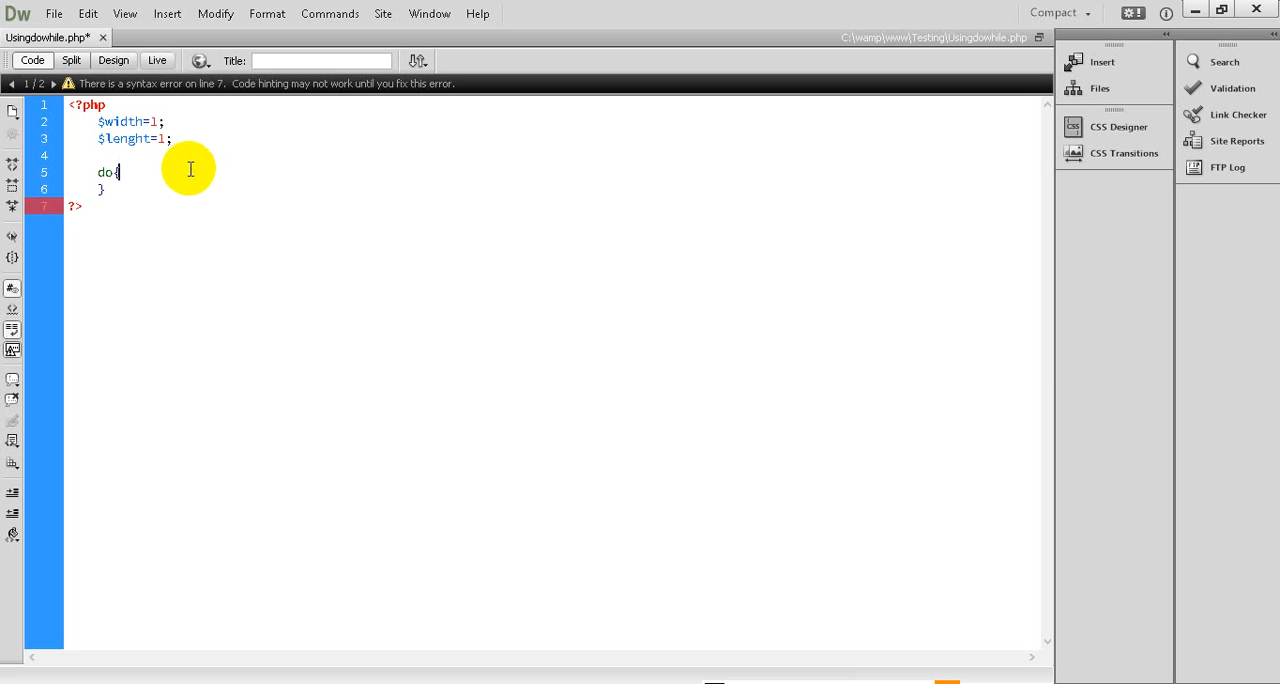 Dw File Edit View Insert Modify Format Commands Site Window Help Compact
Usingdowhile.php* C:\wamp\www\Testing\Usingdowhile.php
Code Split Design Live Title:
1 / 2 There is a syntax error on line 7. Code hinting may not work until you fix this error.
1 <?php
2 $width=1;
3 $lenght=1;
4
5 do{
6 }
7 ?>
Insert
Files
CSS Designer
CSS Transitions
Search
Validation
Link Checker
Site Reports
FTP Log